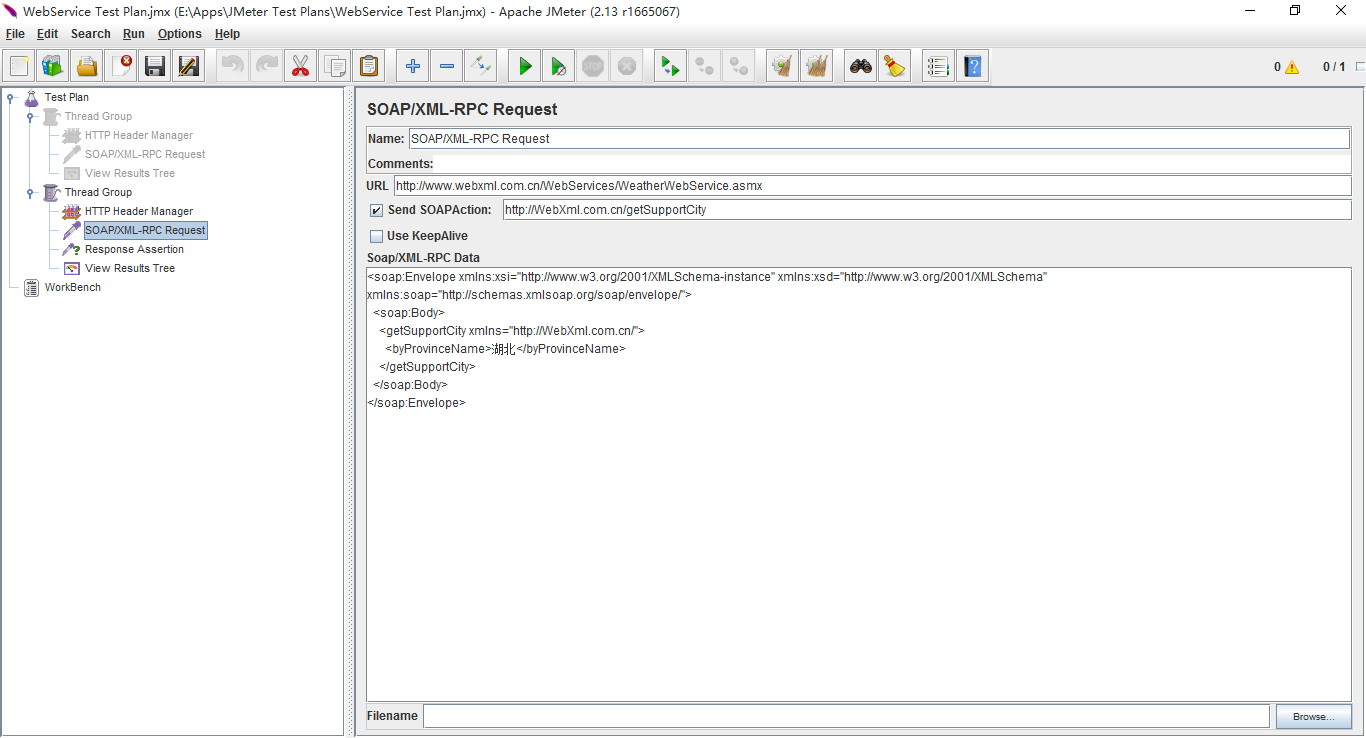 WebService Test Plan.jmx (E:\Apps\JMeter Test Plans\WebService Test Plan.jmx) - Apache JMeter (2.13 r1665067)
File Edit Search Run Options Help
STOP
0 0 / 1
Test Plan
Thread Group
HTTP Header Manager
SOAP/XML-RPC Request
View Results Tree
Thread Group
HTTP Header Manager
SOAP/XML-RPC Request
Response Assertion
View Results Tree
WorkBench
SOAP/XML-RPC Request
Name: SOAP/XML-RPC Request
Comments:
URL http://www.webxml.com.cn/WebServices/WeatherWebService.asmx
Send SOAPAction: http://WebXml.com.cn/getSupportCity
Use KeepAlive
Soap/XML-RPC Data
<soap:Envelope xmlns:xsi="http://www.w3.org/2001/XMLSchema-instance" xmlns:xsd="http://www.w3.org/2001/XMLSchema"
xmlns:soap="http://schemas.xmlsoap.org/soap/envelope/">
<soap:Body>
<getSupportCity xmlns="http://WebXml.com.cn/">
<byProvinceName>湖北</byProvinceName>
</getSupportCity>
</soap:Body>
</soap:Envelope>
Filename Browse...